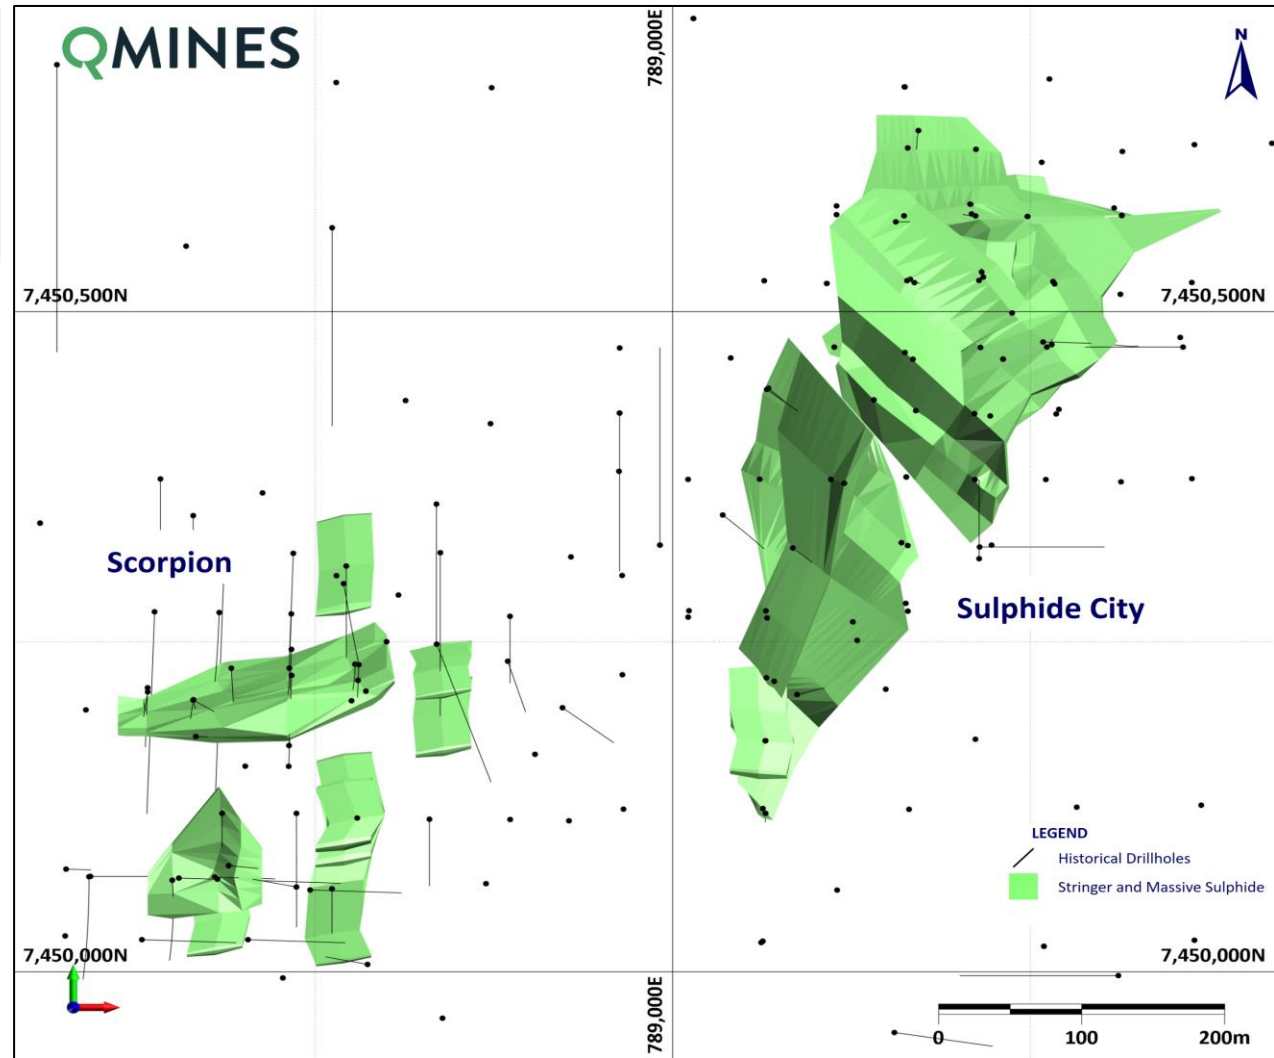 QMINES
789,000E
N
7,450,500N
7,450,500N
Scorpion
Sulphide City
LEGEND
Historical Drillholes
Stringer and Massive Sulphide
7,450,000N
7,450,000N
789,000E
0 100 200m